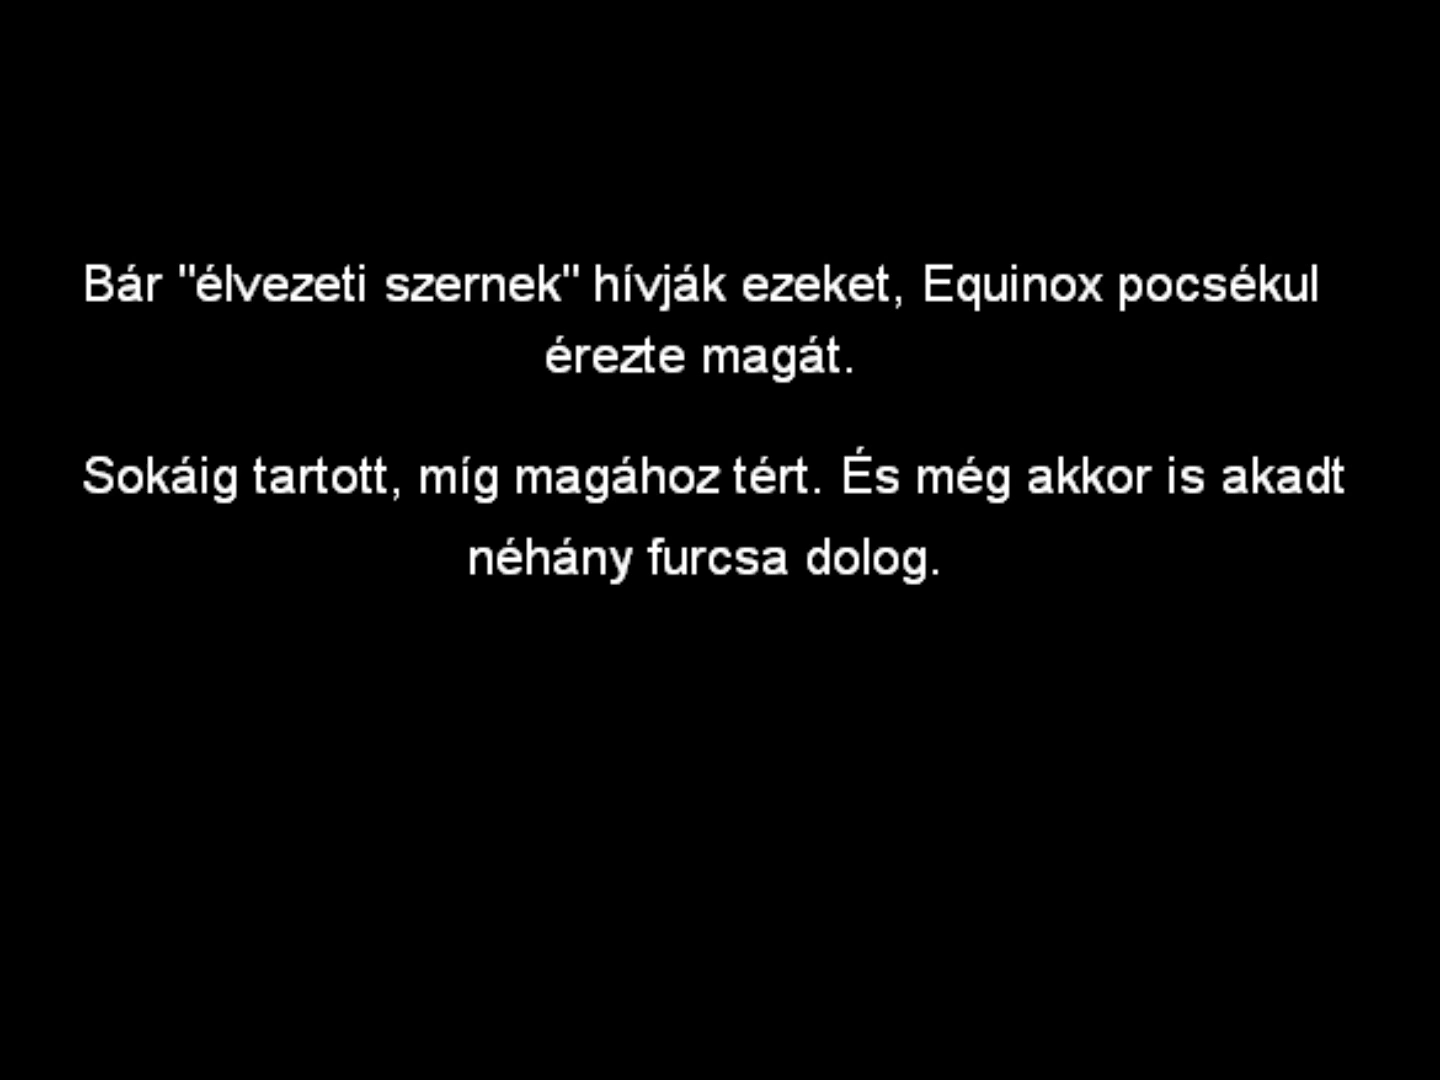 Bár "élvezeti szernek" hívják ezeket, Equinox pocsékul
érezte magát.
Sokáig tartott, míg magához tért. És még akkor is akadt
néhány furcsa dolog.